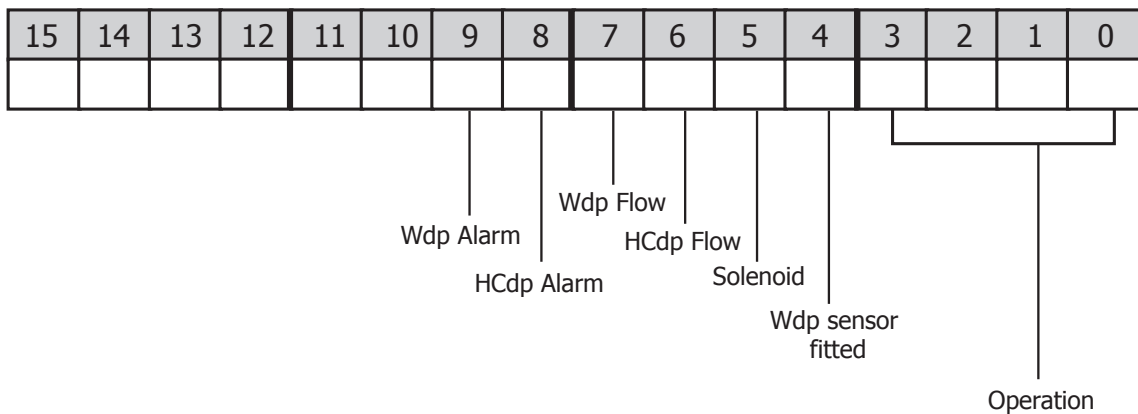 15 14 13 12 11 10 9 8 7 6 5 4 3 2 1 0
Wdp Flow
Wdp Alarm
HCdp Flow
HCdp Alarm
Solenoid
Wdp sensor
fitted
Operation